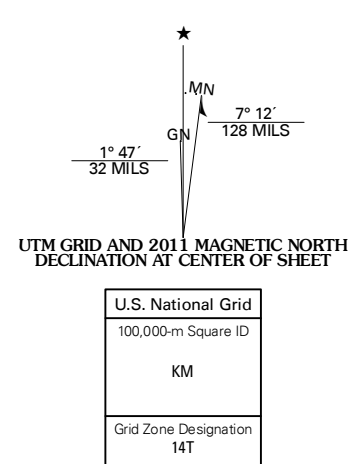 ★
.MN
7° 12´
128 MILS
GN
1° 47´
32 MILS
UTM GRID AND 2011 MAGNETIC NORTH
DECLINATION AT CENTER OF SHEET
U.S. National Grid
100,000-m Square ID
KM
Grid Zone Designation
14T